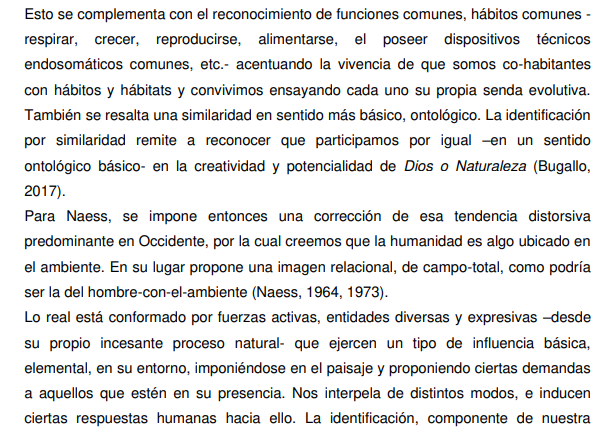 Esto se complementa con el reconocimiento de funciones comunes, hábitos comunes -
respirar, crecer, reproducirse, alimentarse, el poseer dispositivos técnicos
endosomáticos comunes, etc.- acentuando la vivencia de que somos co-habitantes
con hábitos y hábitats y convivimos ensayando cada uno su propia senda evolutiva.
También se resalta una similaridad en sentido más básico, ontológico. La identificación
por similaridad remite a reconocer que participamos por igual –en un sentido
ontológico básico- en la creatividad y potencialidad de Dios o Naturaleza (Bugallo,
2017).
Para Naess, se impone entonces una corrección de esa tendencia distorsiva
predominante en Occidente, por la cual creemos que la humanidad es algo ubicado en
el ambiente. En su lugar propone una imagen relacional, de campo-total, como podría
ser la del hombre-con-el-ambiente (Naess, 1964, 1973).
Lo real está conformado por fuerzas activas, entidades diversas y expresivas –desde
su propio incesante proceso natural- que ejercen un tipo de influencia básica,
elemental, en su entorno, imponiéndose en el paisaje y proponiendo ciertas demandas
a aquellos que estén en su presencia. Nos interpela de distintos modos, e inducen
ciertas respuestas humanas hacia ello. La identificación, componente de nuestra